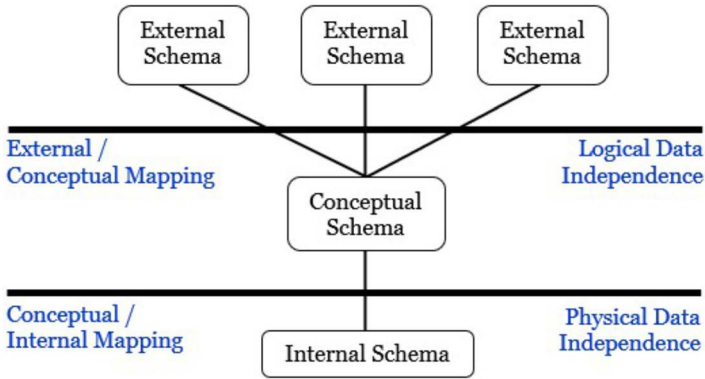 External
Schema
External
Schema
External
Schema
External /
Conceptual Mapping
Logical Data
Independence
Conceptual
Schema
Conceptual /
Internal Mapping
Physical Data
Independence
Internal Schema